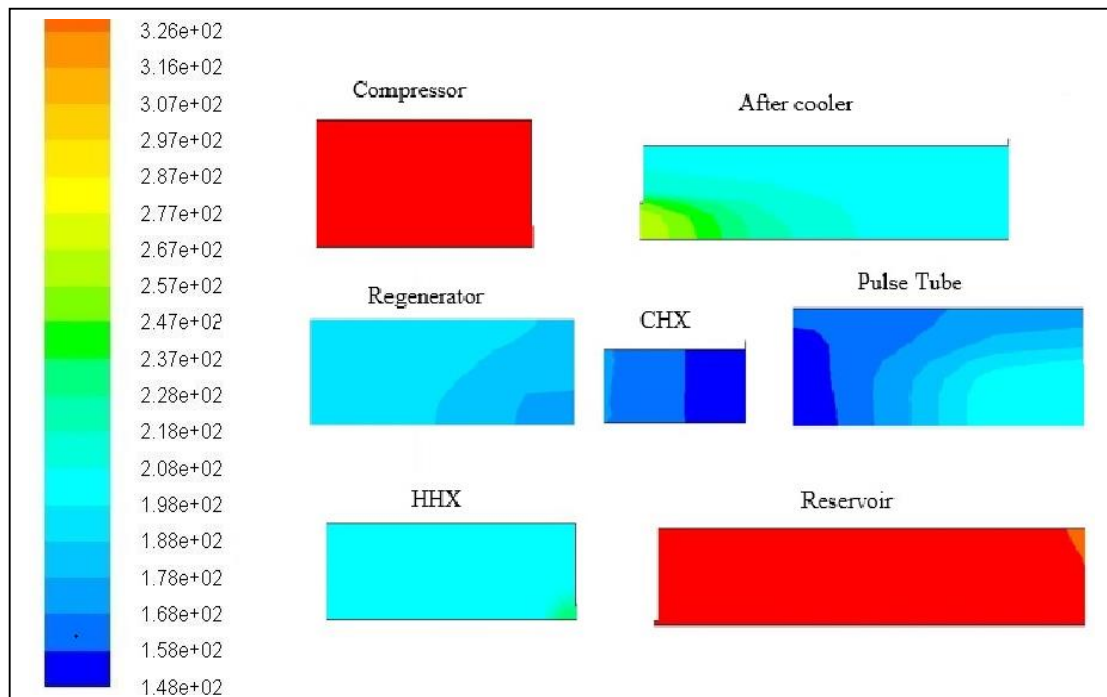 3.26e+02
3.16e+02
3.07e+02
2.97e+02
2.87e+02
2.77e+02
2.67e+02
2.57e+02
2.47e+02
2.37e+02
2.28e+02
2.18e+02
2.08e+02
1.98e+02
1.88e+02
1.78e+02
1.68e+02
1.58e+02
1.48e+02
Compressor
After cooler
Regenerator
CHX
Pulse Tube
HHX
Reservoir